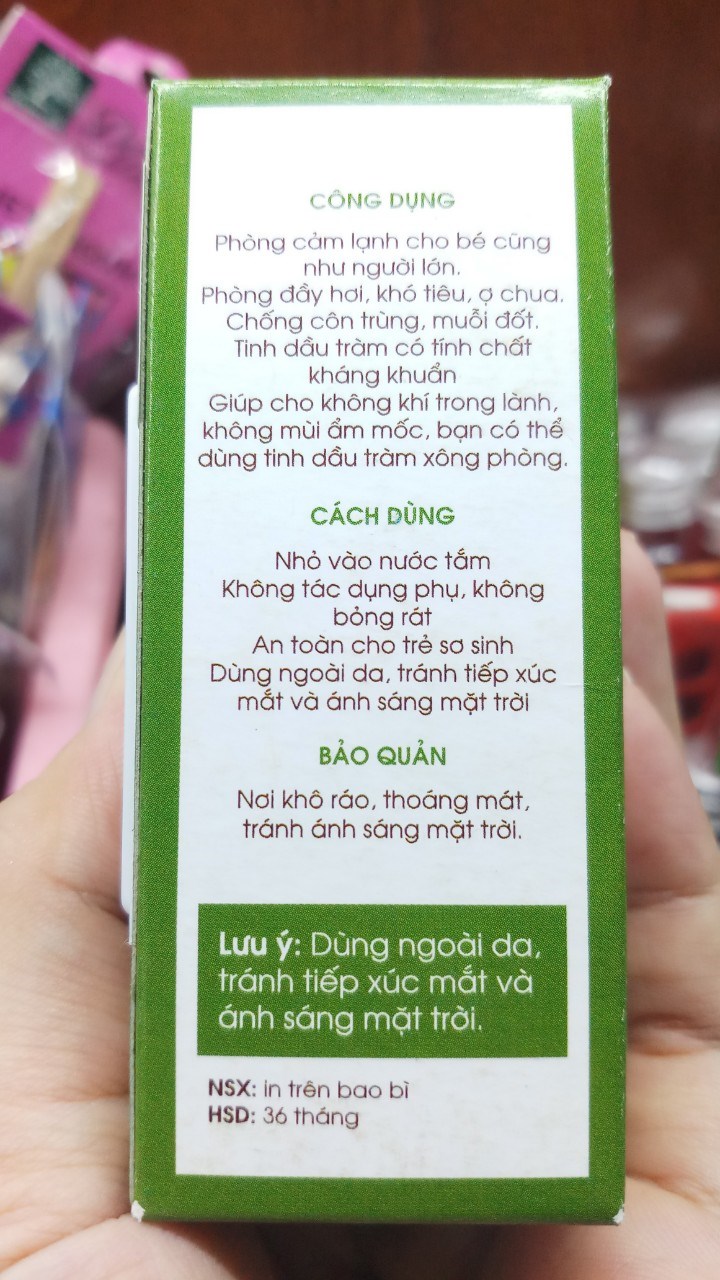 CÔNG DỤNG
Phòng cảm lạnh cho bé cũng
như người lớn.
Phòng đầy hơi, khó tiêu, ợ chua.
Chống côn trùng, muỗi đốt.
Tinh dầu tràm có tính chất
kháng khuẩn
Giúp cho không khí trong lành,
không mùi ẩm mốc, bạn có thể
dùng tinh dầu tràm xông phòng.
CÁCH DÙNG
Nhỏ vào nước tắm
Không tác dụng phụ, không
bỏng rát
An toàn cho trẻ sơ sinh
Dùng ngoài da, tránh tiếp xúc
mắt và ánh sáng mặt trời
BẢO QUẢN
Nơi khô ráo, thoáng mát,
tránh ánh sáng mặt trời.
Lưu ý: Dùng ngoài da,
tránh tiếp xúc mắt và
ánh sáng mặt trời.
NSX: in trên bao bì
HSD: 36 tháng